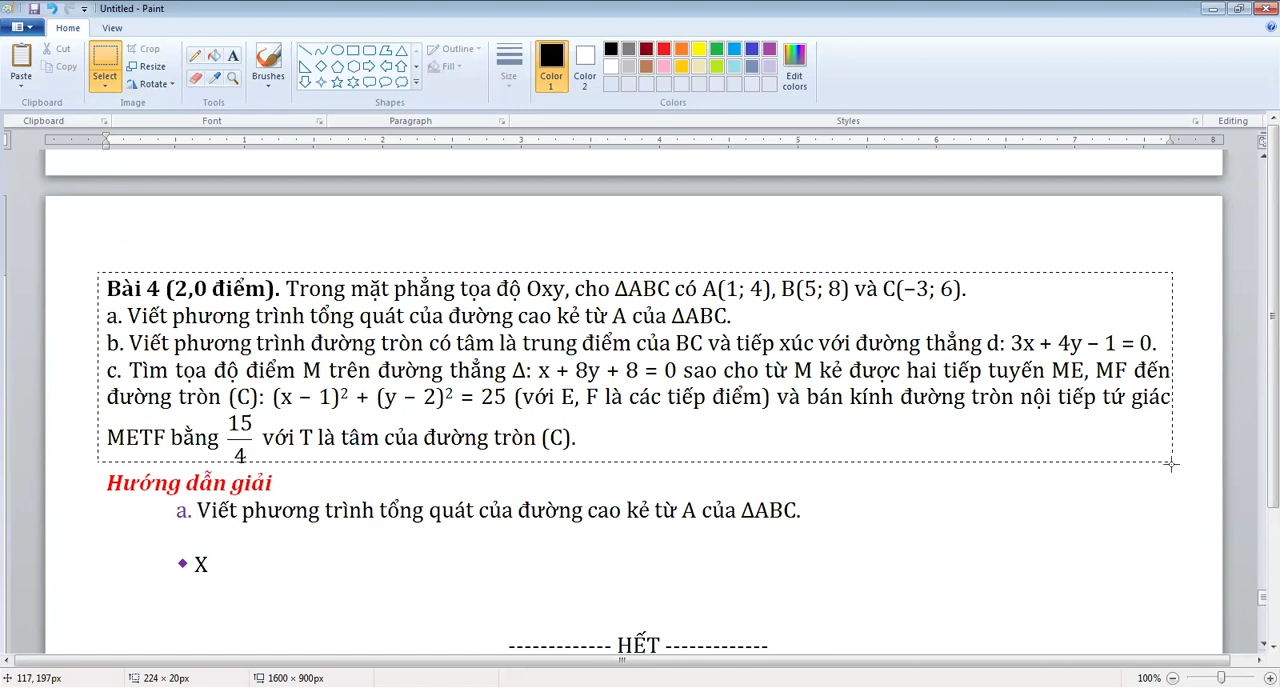 Untitled - Paint
Home View
Paste
Cut
Copy
Select
Crop
Resize
Rotate
Brushes
Outline
Fill
Size
Color 1
Color 2
Edit colors
Clipboard Image Tools Shapes Colors
Clipboard Font Paragraph Styles Editing
1 2 3 4 5 6 7 8
Bài 4 (2,0 điểm). Trong mặt phẳng tọa độ Oxy, cho ΔABC có A(1; 4), B(5; 8) và C(−3; 6).
a. Viết phương trình tổng quát của đường cao kẻ từ A của ΔABC.
b. Viết phương trình đường tròn có tâm là trung điểm của BC và tiếp xúc với đường thẳng d: 3x + 4y − 1 = 0.
c. Tìm tọa độ điểm M trên đường thẳng Δ: x + 8y + 8 = 0 sao cho từ M kẻ được hai tiếp tuyến ME, MF đến
đường tròn (C): (x − 1)² + (y − 2)² = 25 (với E, F là các tiếp điểm) và bán kính đường tròn nội tiếp tứ giác
METF bằng 15/4 với T là tâm của đường tròn (C).
Hướng dẫn giải
a. Viết phương trình tổng quát của đường cao kẻ từ A của ΔABC.
◆ X
------------- HẾT -------------
117, 197px 224 × 20px 1600 × 900px 100%